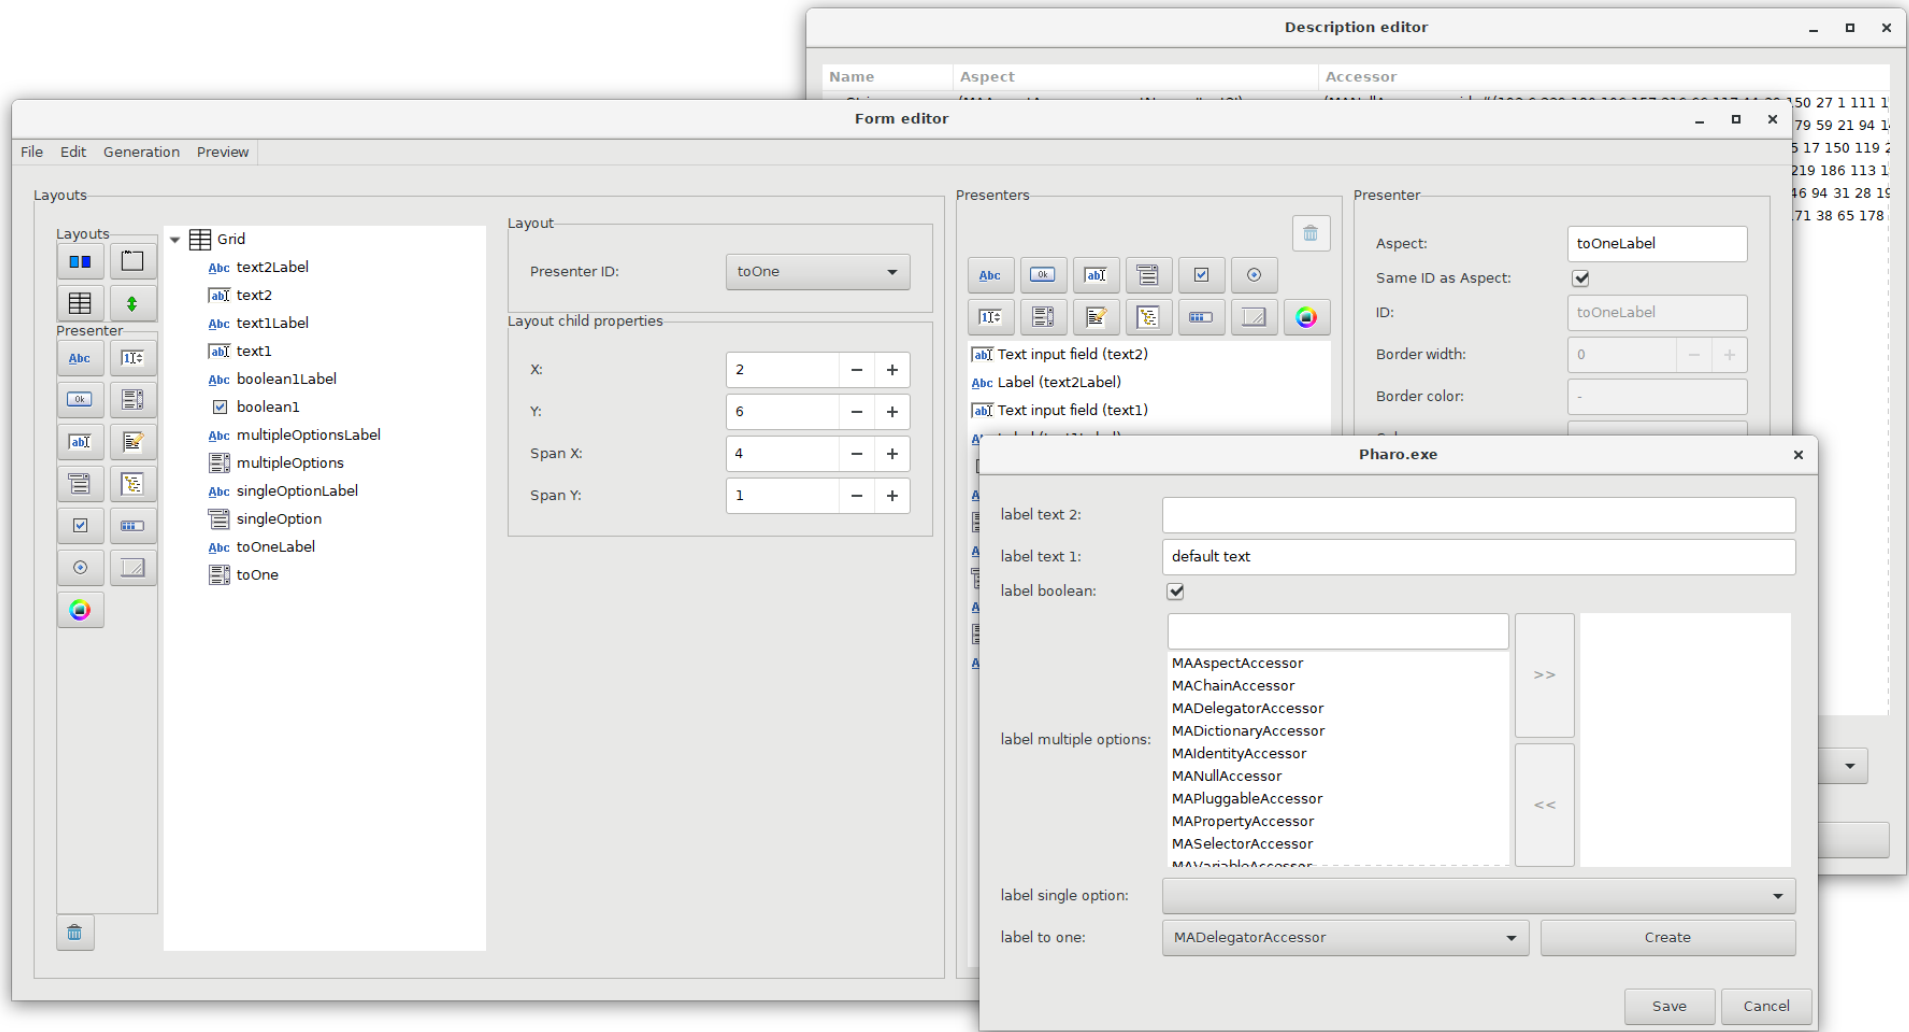 Description editor
Name Aspect Accessor
150 27 1 111 1
79 59 21 94 1
5 17 150 119 2
219 186 113 1
46 94 31 28 19
171 38 65 178
Form editor
File Edit Generation Preview
Layouts
Layouts
Presenter
Grid
text2Label
text2
text1Label
text1
boolean1Label
boolean1
multipleOptionsLabel
multipleOptions
singleOptionLabel
singleOption
toOneLabel
toOne
Layout
Presenter ID: toOne
Layout child properties
X: 2
Y: 6
Span X: 4
Span Y: 1
Presenters
Text input field (text2)
Label (text2Label)
Text input field (text1)
Presenter
Aspect: toOneLabel
Same ID as Aspect:
ID: toOneLabel
Border width: 0
Border color: -
Pharo.exe
label text 2:
label text 1: default text
label boolean:
label multiple options:
MAAspectAccessor
MAChainAccessor
MADelegatorAccessor
MADictionaryAccessor
MAIdentityAccessor
MANullAccessor
MAPluggableAccessor
MAPropertyAccessor
MASelectorAccessor
MAVariableAccessor
>>
<<
label single option:
label to one: MADelegatorAccessor Create
Save Cancel